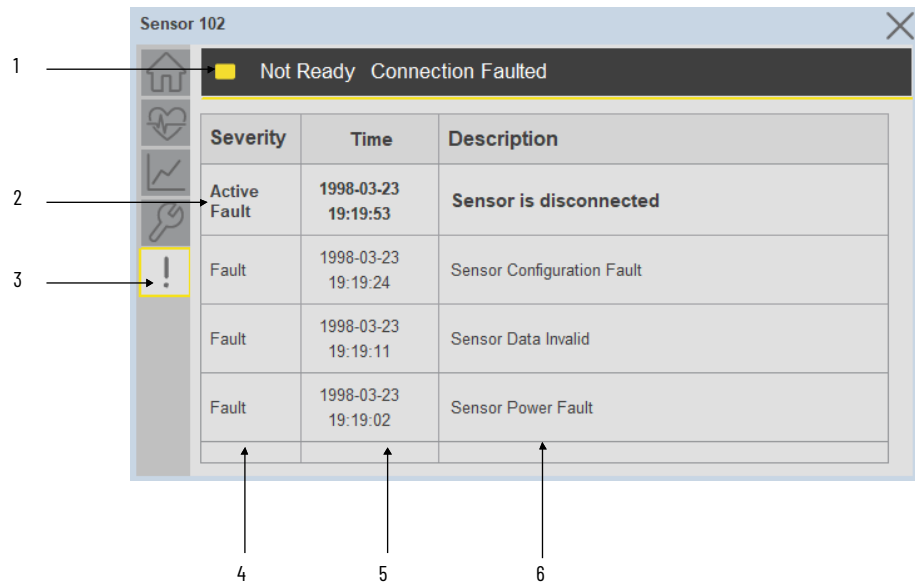 Sensor 102
1
Not Ready Connection Faulted
Severity Time Description
2
Active Fault
1998-03-23
19:19:53
Sensor is disconnected
3
!
Fault
1998-03-23
19:19:24
Sensor Configuration Fault
Fault
1998-03-23
19:19:11
Sensor Data Invalid
Fault
1998-03-23
19:19:02
Sensor Power Fault
4 5 6